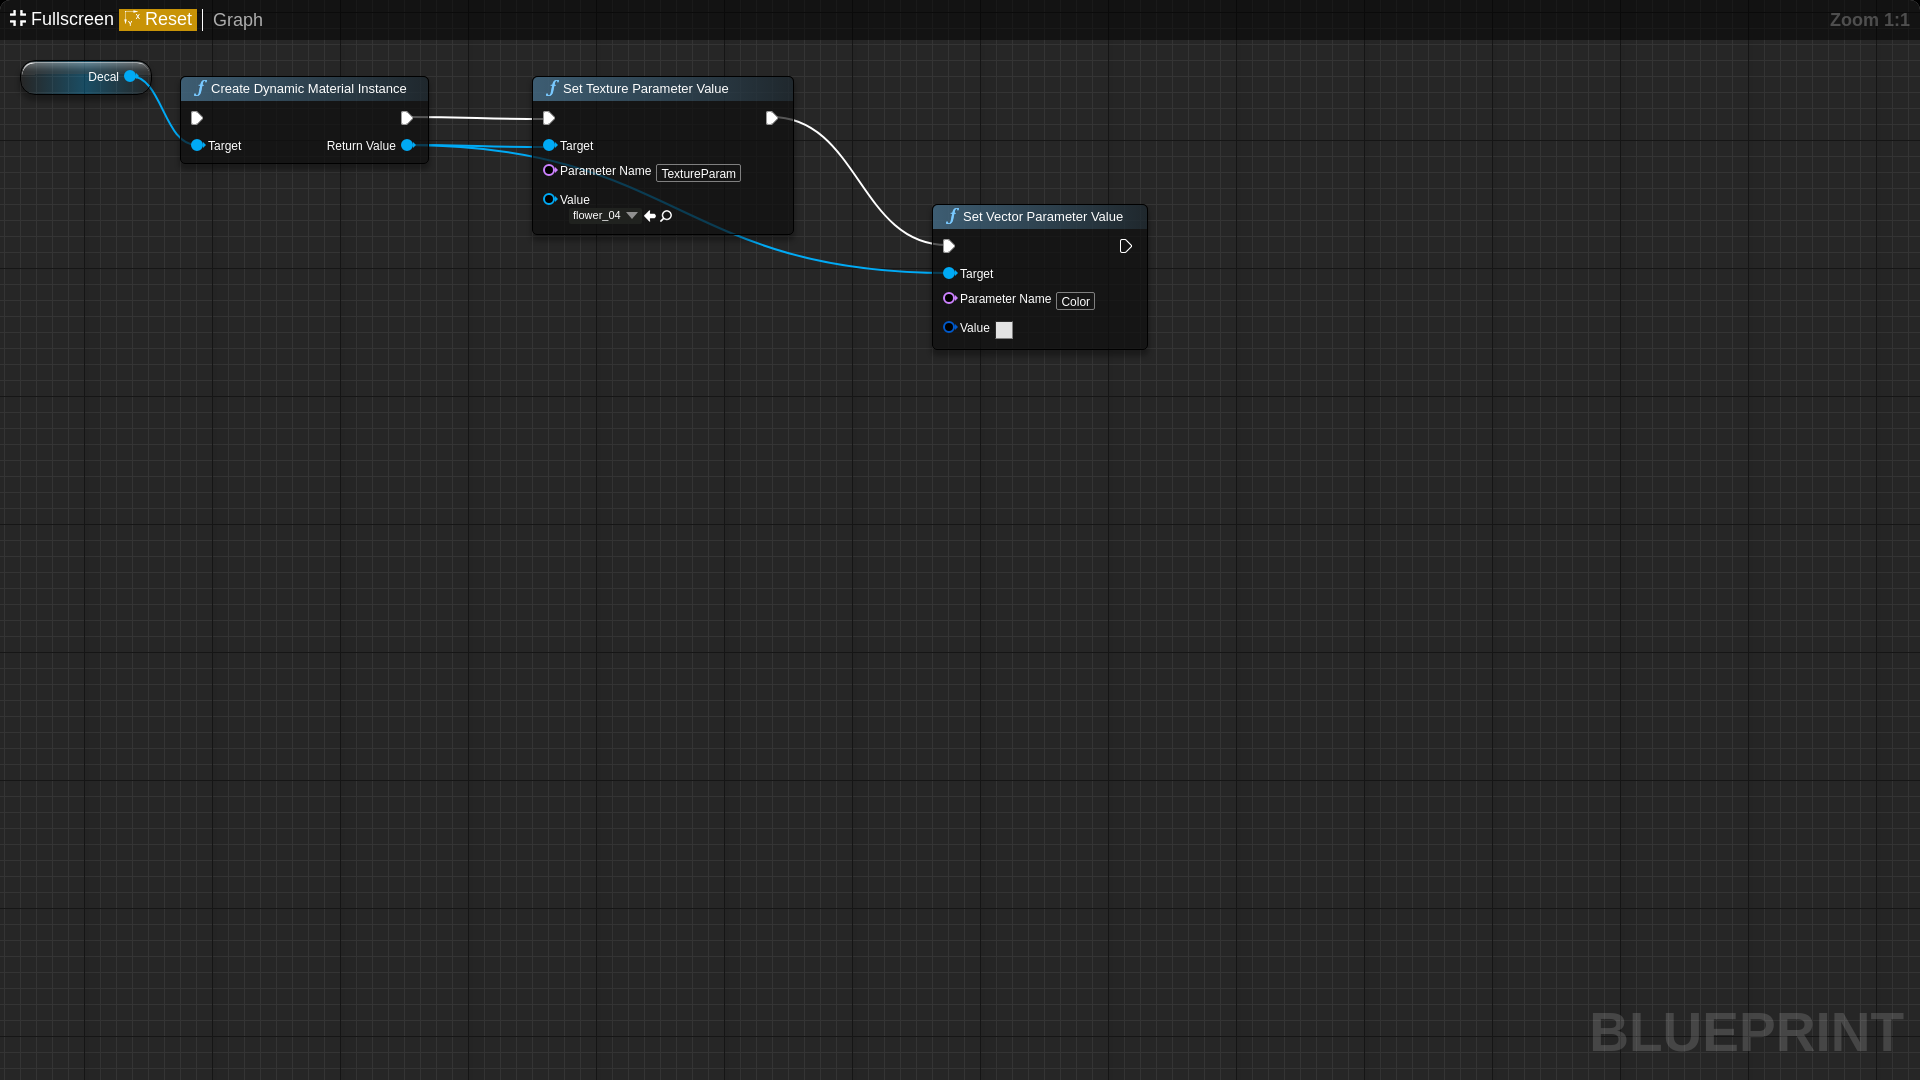 Fullscreen Reset Graph Zoom 1:1
Decal
Create Dynamic Material Instance
Target Return Value
Set Texture Parameter Value
Target
Parameter Name TextureParam
Value
flower_04
Set Vector Parameter Value
Target
Parameter Name Color
Value
BLUEPRINT